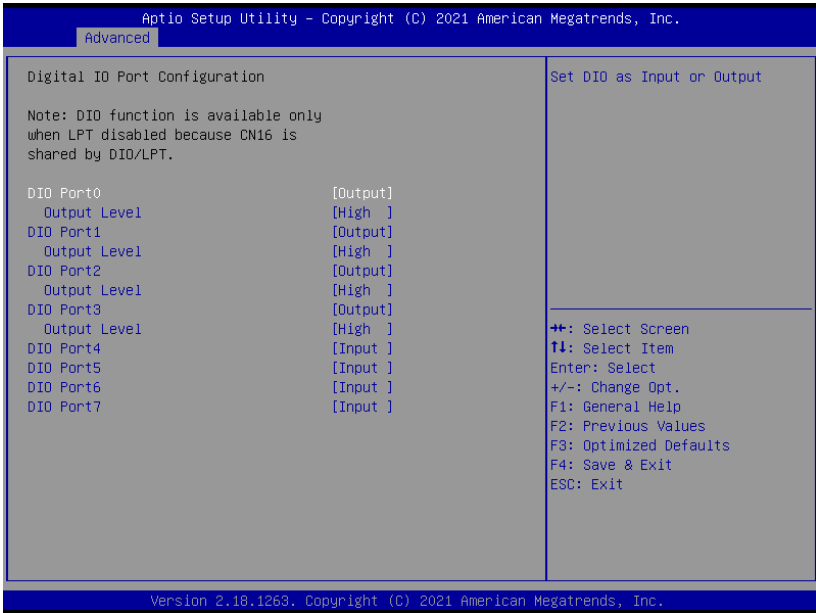 Aptio Setup Utility – Copyright (C) 2021 American Megatrends, Inc.
Advanced
Digital IO Port Configuration
Note: DIO function is available only
when LPT disabled because CN16 is
shared by DIO/LPT.
DIO Port0 [Output]
Output Level [High ]
DIO Port1 [Output]
Output Level [High ]
DIO Port2 [Output]
Output Level [High ]
DIO Port3 [Output]
Output Level [High ]
DIO Port4 [Input ]
DIO Port5 [Input ]
DIO Port6 [Input ]
DIO Port7 [Input ]
Set DIO as Input or Output
→←: Select Screen
↑↓: Select Item
Enter: Select
+/-: Change Opt.
F1: General Help
F2: Previous Values
F3: Optimized Defaults
F4: Save & Exit
ESC: Exit
Version 2.18.1263. Copyright (C) 2021 American Megatrends, Inc.